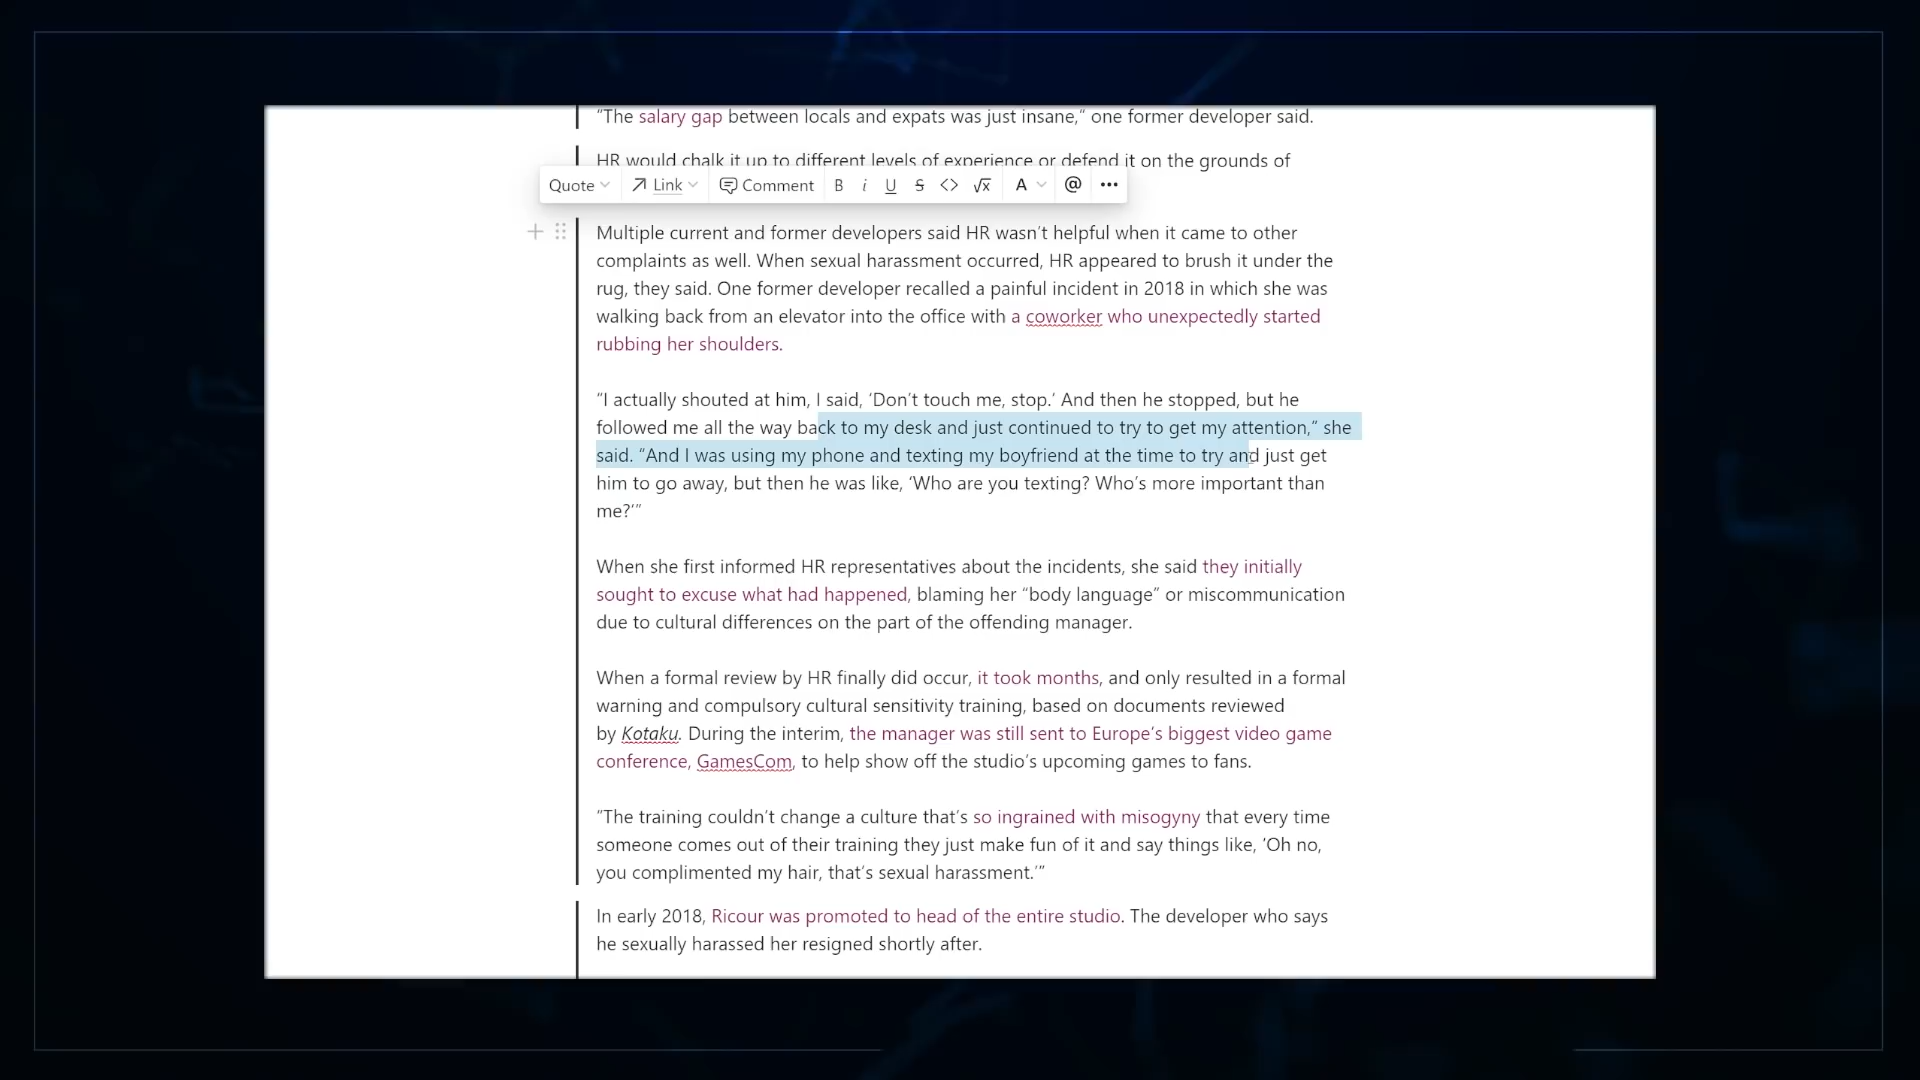 “The salary gap between locals and expats was just insane,” one former developer said.
HR would chalk it up to different levels of experience or defend it on the grounds of
Quote Link Comment B i U S <> √x A @ •••
Multiple current and former developers said HR wasn’t helpful when it came to other
complaints as well. When sexual harassment occurred, HR appeared to brush it under the
rug, they said. One former developer recalled a painful incident in 2018 in which she was
walking back from an elevator into the office with a coworker who unexpectedly started
rubbing her shoulders.
“I actually shouted at him, I said, ‘Don’t touch me, stop.’ And then he stopped, but he
followed me all the way back to my desk and just continued to try to get my attention,” she
said. “And I was using my phone and texting my boyfriend at the time to try and just get
him to go away, but then he was like, ‘Who are you texting? Who’s more important than
me?’”
When she first informed HR representatives about the incidents, she said they initially
sought to excuse what had happened, blaming her “body language” or miscommunication
due to cultural differences on the part of the offending manager.
When a formal review by HR finally did occur, it took months, and only resulted in a formal
warning and compulsory cultural sensitivity training, based on documents reviewed
by Kotaku. During the interim, the manager was still sent to Europe’s biggest video game
conference, GamesCom, to help show off the studio’s upcoming games to fans.
“The training couldn’t change a culture that’s so ingrained with misogyny that every time
someone comes out of their training they just make fun of it and say things like, ‘Oh no,
you complimented my hair, that’s sexual harassment.’”
In early 2018, Ricour was promoted to head of the entire studio. The developer who says
he sexually harassed her resigned shortly after.